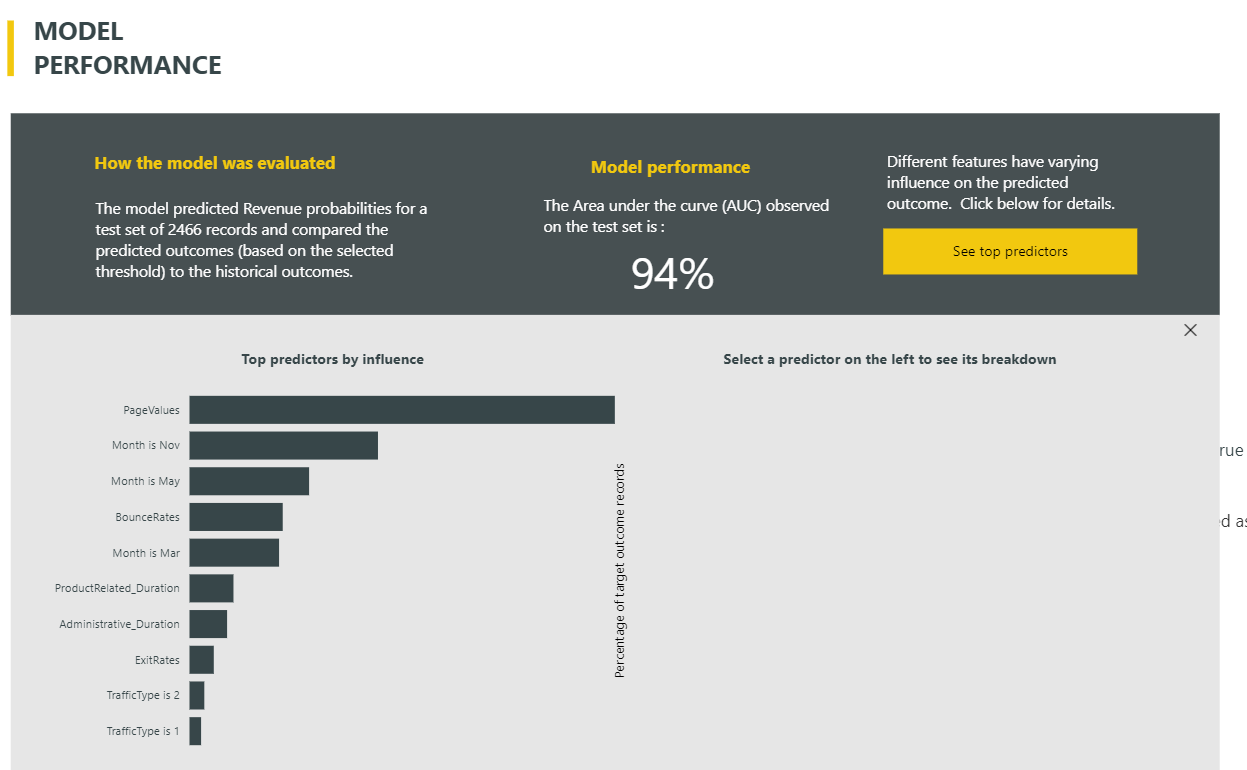 MODEL
PERFORMANCE
How the model was evaluated
The model predicted Revenue probabilities for a
test set of 2466 records and compared the
predicted outcomes (based on the selected
threshold) to the historical outcomes.
Model performance
The Area under the curve (AUC) observed
on the test set is :
94%
Different features have varying
influence on the predicted
outcome.  Click below for details.
See top predictors
Top predictors by influence
PageValues
Month is Nov
Month is May
BounceRates
Month is Mar
ProductRelated_Duration
Administrative_Duration
ExitRates
TrafficType is 2
TrafficType is 1
Select a predictor on the left to see its breakdown
Percentage of target outcome records
rue
ed as